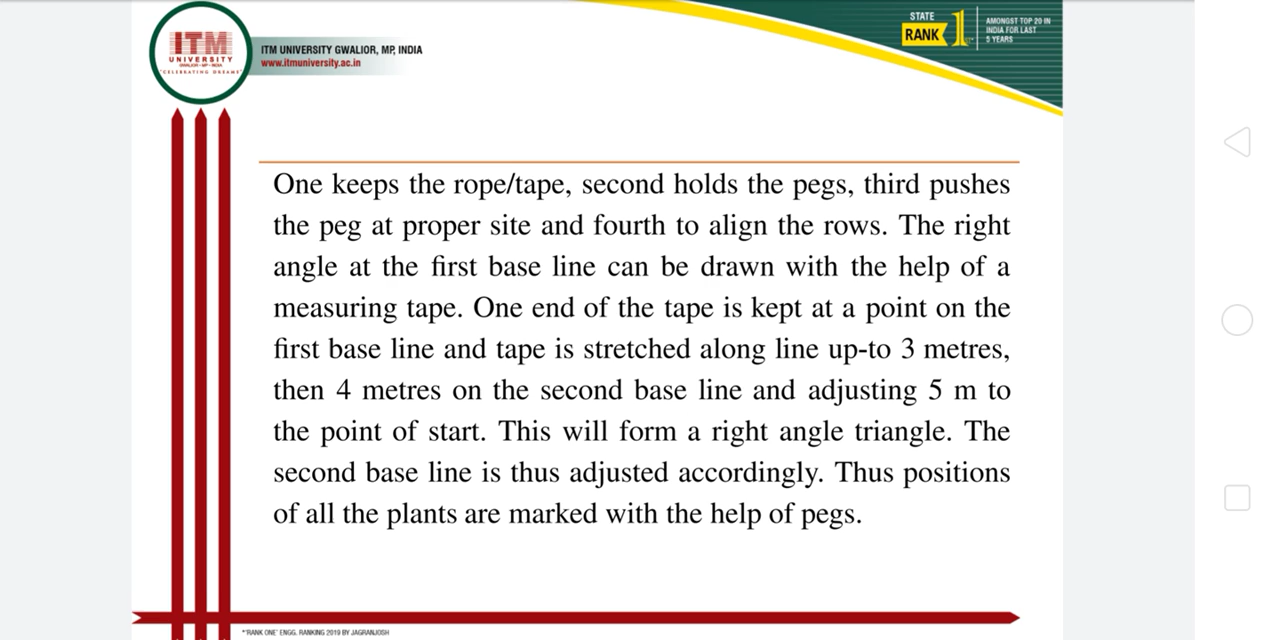 ITM
UNIVERSITY
GWALIOR • MP • INDIA
"CELEBRATING DREAMS"
ITM UNIVERSITY GWALIOR, MP, INDIA
www.itmuniversity.ac.in
STATE
RANK 1
AMONGST TOP 20 IN
INDIA FOR LAST
5 YEARS
One keeps the rope/tape, second holds the pegs, third pushes
the peg at proper site and fourth to align the rows. The right
angle at the first base line can be drawn with the help of a
measuring tape. One end of the tape is kept at a point on the
first base line and tape is stretched along line up-to 3 metres,
then 4 metres on the second base line and adjusting 5 m to
the point of start. This will form a right angle triangle. The
second base line is thus adjusted accordingly. Thus positions
of all the plants are marked with the help of pegs.
*"RANK ONE" ENGG. RANKING 2019 BY JAGRANJOSH